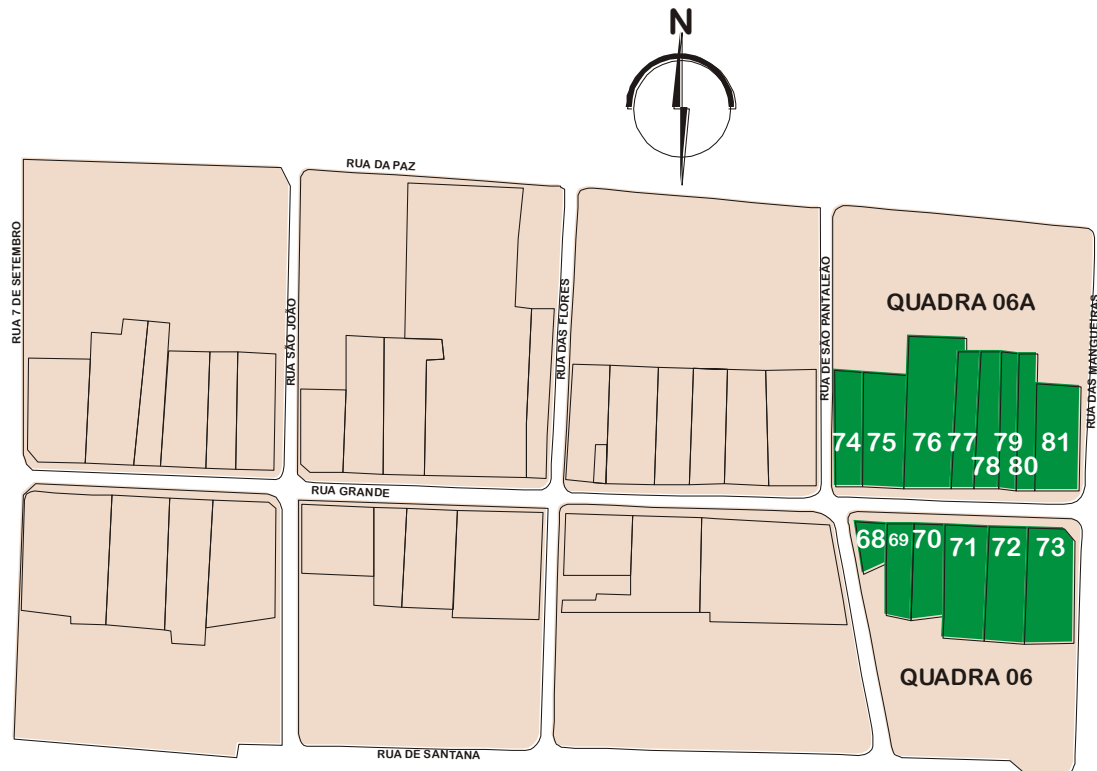 N
RUA DA PAZ
RUA 7 DE SETEMBRO
RUA SÃO JOÃO
RUA DAS FLORES
RUA DE SÃO PANTALEÃO
RUA DAS MANGUEIRAS
QUADRA 06A
74 75 76 77 79 81
78 80
RUA GRANDE
68 69 70 71 72 73
QUADRA 06
RUA DE SANTANA